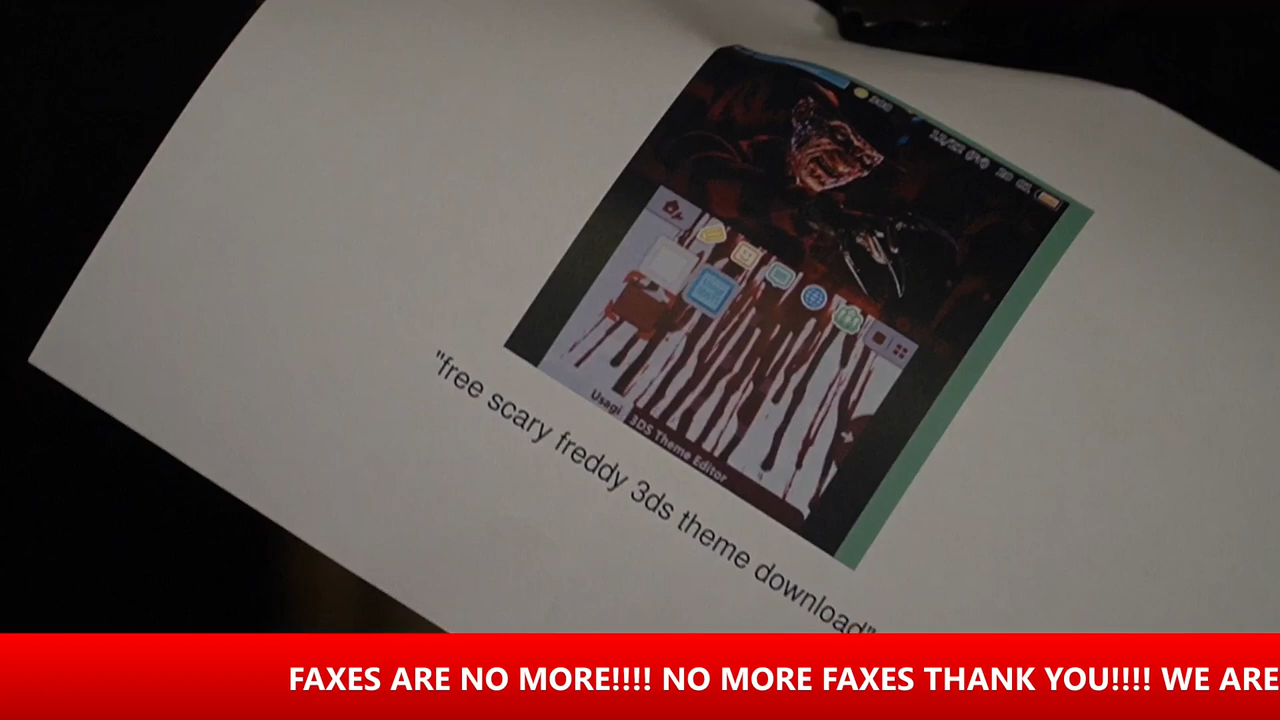 Usagi 3DS Theme Editor
"free scary freddy 3ds theme download"
FAXES ARE NO MORE!!!! NO MORE FAXES THANK YOU!!!! WE ARE